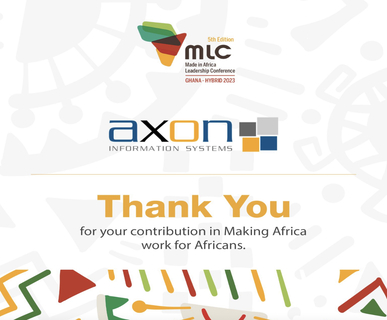 5th Edition
mlc
Made in Africa
Leadership Conference
GHANA - HYBRID 2023
axon
INFORMATION SYSTEMS
Thank You
for your contribution in Making Africa
work for Africans.